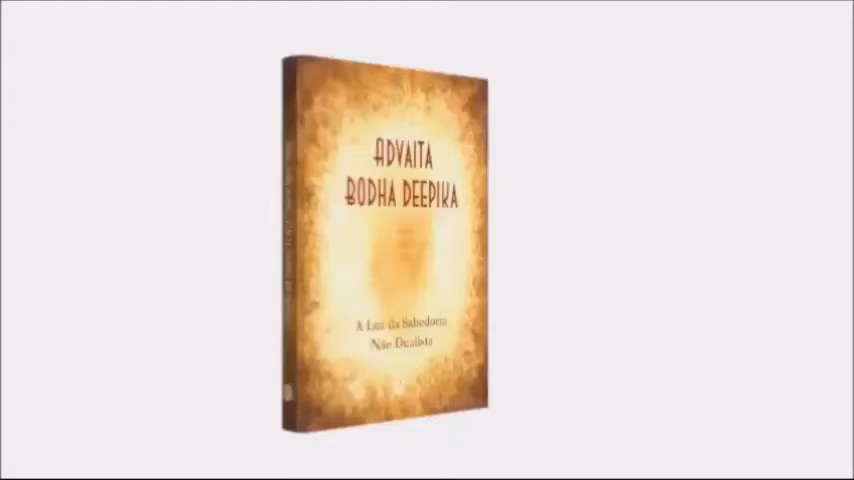 ADVAITA
BODHA DEEPIKA
A Luz da Sabedoria
Não Dualista